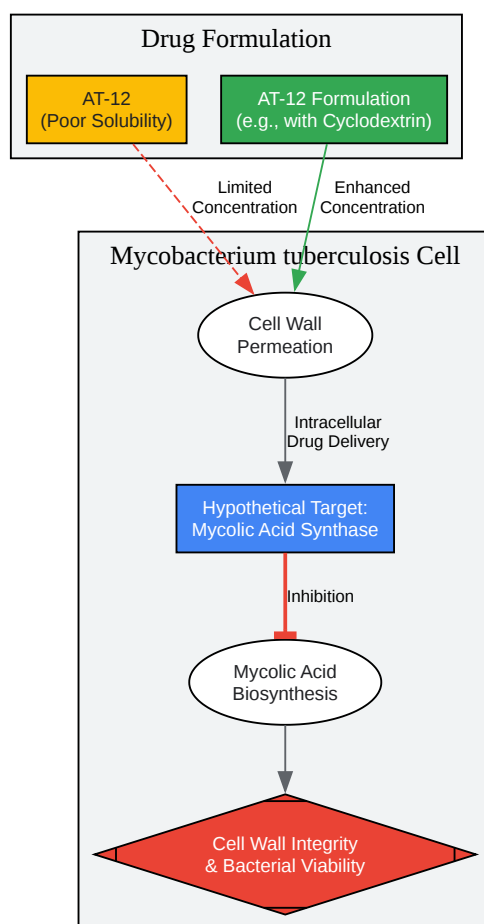 Drug Formulation
AT-12
(Poor Solubility)
AT-12 Formulation
(e.g., with Cyclodextrin)
Limited
Concentration
Enhanced
Concentration
Mycobacterium tuberculosis Cell
Cell Wall
Permeation
Intracellular
Drug Delivery
Hypothetical Target:
Mycolic Acid Synthase
Inhibition
Mycolic Acid
Biosynthesis
Cell Wall Integrity
& Bacterial Viability